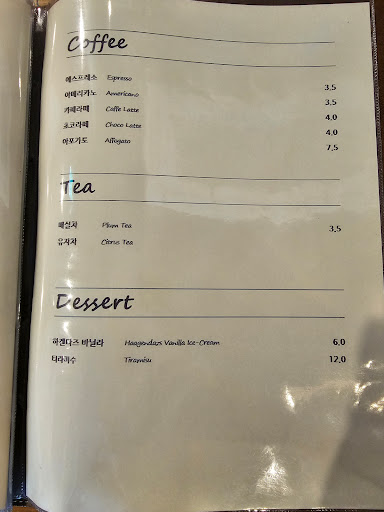 Coffee
에스프레소 Espresso 3,5
아메리카노 Americano 3,5
카페라떼 Caffe Latte 4,0
초코라떼 Choco Latte 4,0
아포가토 Affogato 7,5
Tea
매실차 Plum Tea 3,5
유자차 Citrus Tea
Dessert
하겐다즈 바닐라 Haagendazs Vanilla Ice-Cream 6,0
티라미수 Tiramisu 12,0